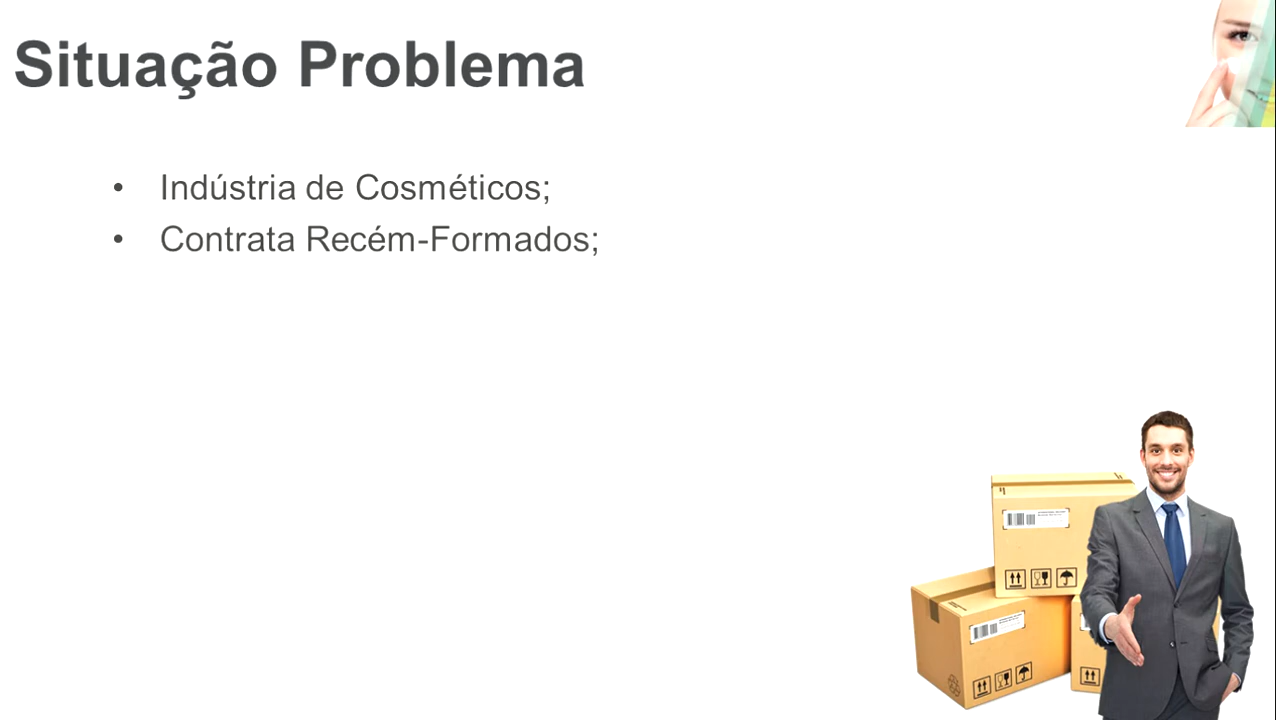 Situação Problema
• Indústria de Cosméticos;
• Contrata Recém-Formados;